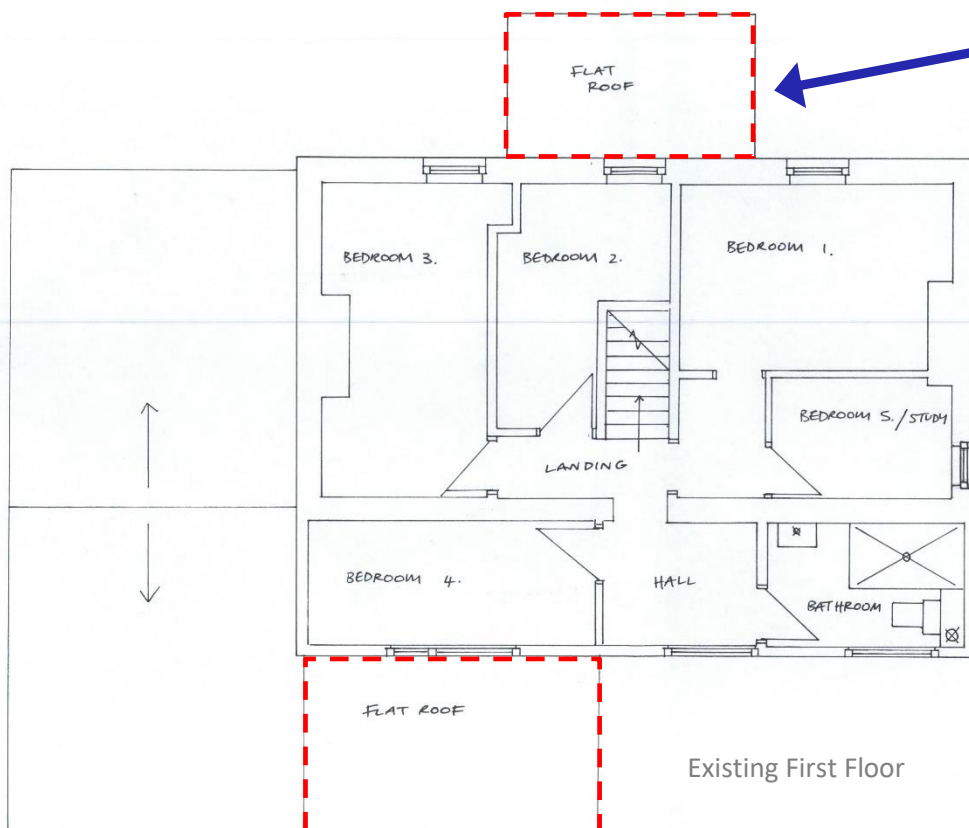 FLAT
ROOF
BEDROOM 3.
BEDROOM 2.
BEDROOM 1.
BEDROOM 5./STUDY
LANDING
BEDROOM 4.
HALL
BATHROOM
FLAT ROOF
Existing First Floor